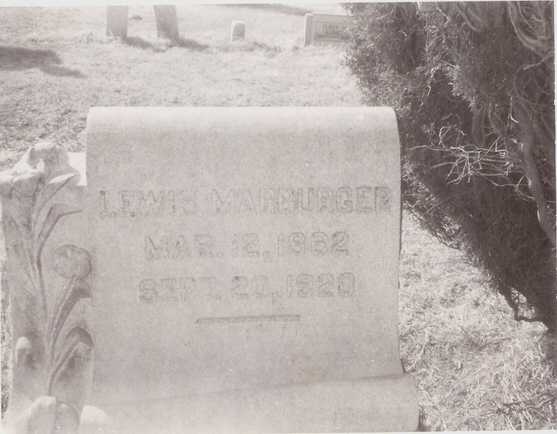 LEWIS MARBURGER
MAR. 12, 1862
SEPT. 20, 1920